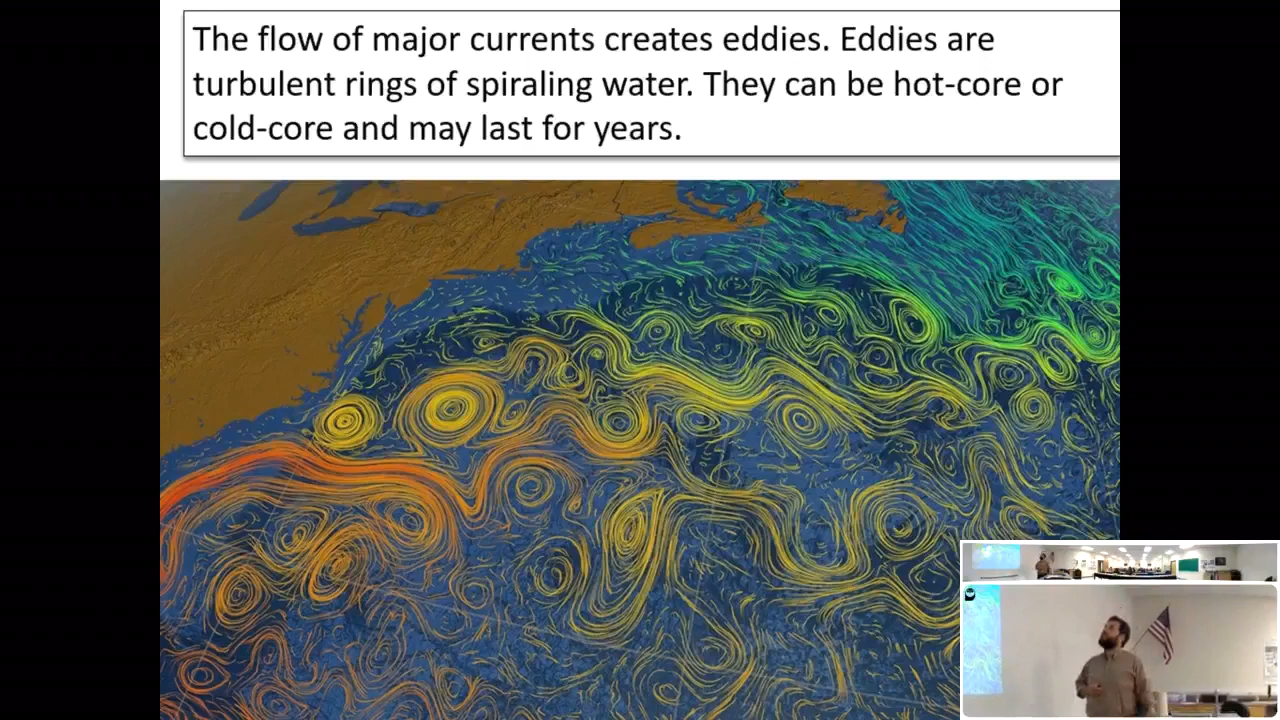 The flow of major currents creates eddies. Eddies are
turbulent rings of spiraling water. They can be hot-core or
cold-core and may last for years.